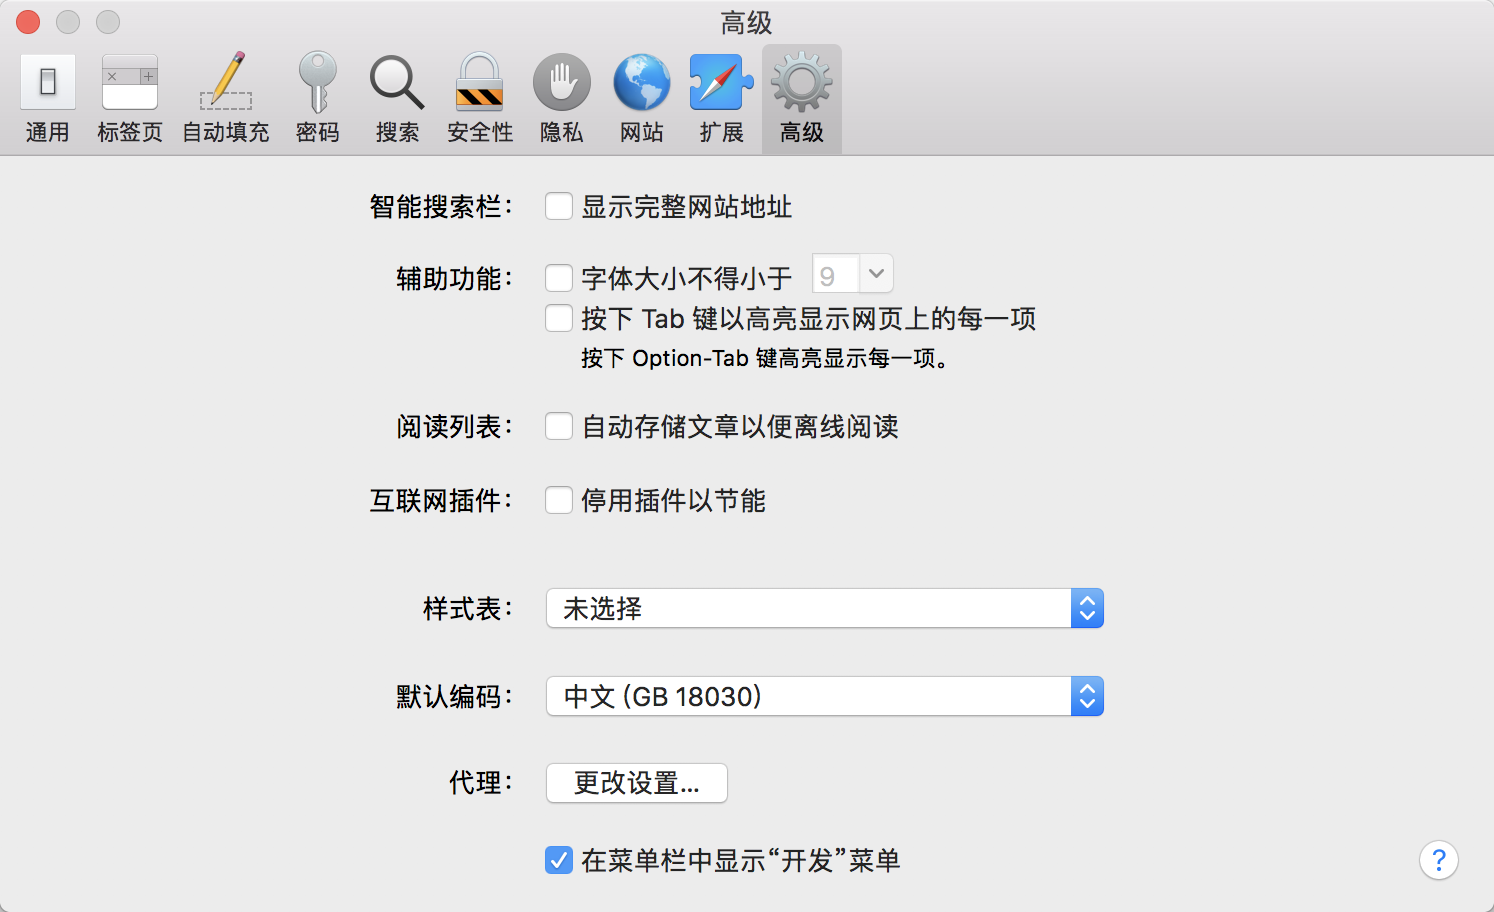 高级
通用 标签页 自动填充 密码 搜索 安全性 隐私 网站 扩展 高级
智能搜索栏： 显示完整网站地址
辅助功能： 字体大小不得小于 9
按下 Tab 键以高亮显示网页上的每一项
按下 Option-Tab 键高亮显示每一项。
阅读列表： 自动存储文章以便离线阅读
互联网插件： 停用插件以节能
样式表： 未选择
默认编码： 中文 (GB 18030)
代理： 更改设置...
在菜单栏中显示“开发”菜单
?